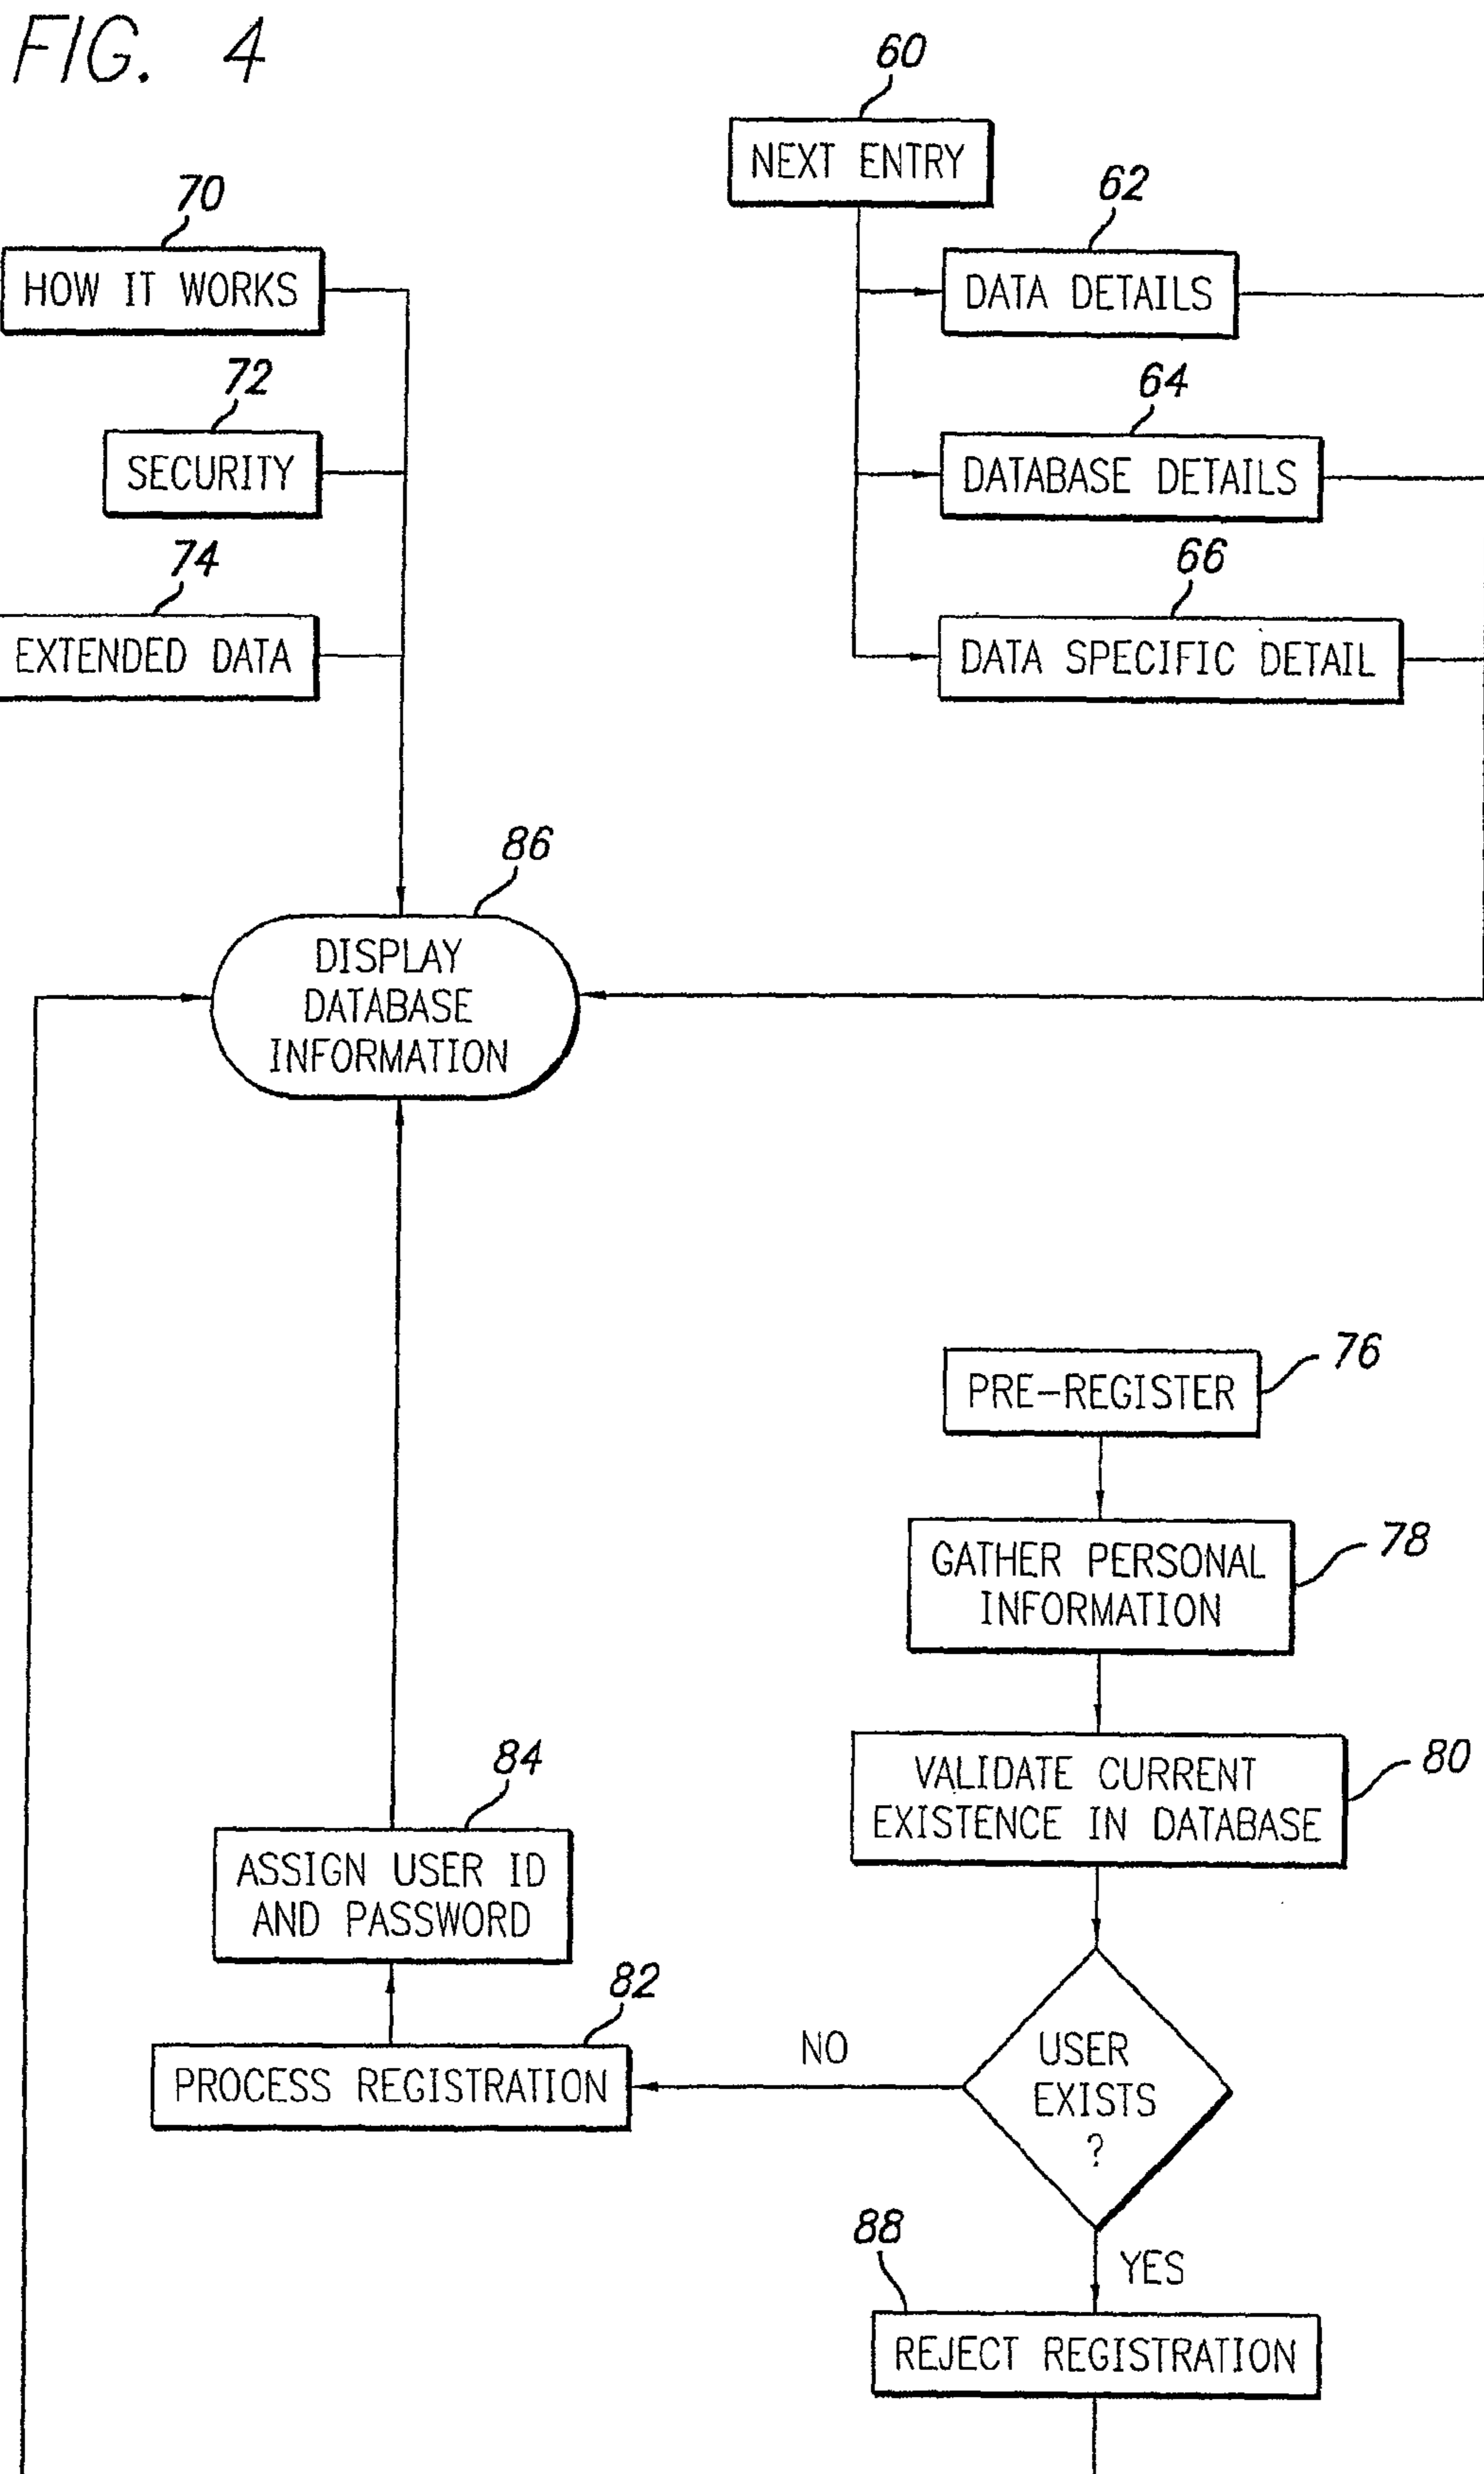 FIG. 4
60
NEXT ENTRY
70
HOW IT WORKS
62
DATA DETAILS
72
SECURITY
64
DATABASE DETAILS
74
EXTENDED DATA
66
DATA SPECIFIC DETAIL
86
DISPLAY
DATABASE
INFORMATION
76
PRE-REGISTER
78
GATHER PERSONAL
INFORMATION
80
VALIDATE CURRENT
EXISTENCE IN DATABASE
84
ASSIGN USER ID
AND PASSWORD
82
PROCESS REGISTRATION
NO
USER
EXISTS
?
YES
88
REJECT REGISTRATION